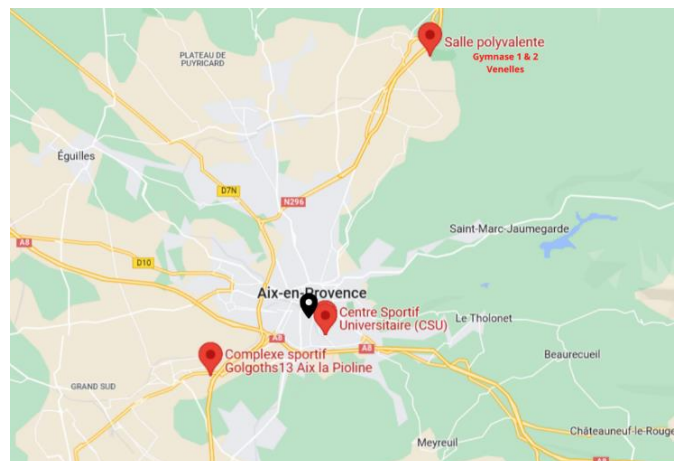 Salle polyvalente
Gymnase 1 & 2
Venelles
PLATEAU DE
PUYRICARD
Éguilles
D7N
N296
Saint-Marc-Jaumegarde
A8
D10
Aix-en-Provence
Centre Sportif
Universitaire (CSU)
Le Tholonet
A8
A8
Complexe sportif
Golgoths13 Aix la Pioline
Beaurecueil
GRAND SUD
Châteauneuf-le-Rouge
Meyreuil
A8